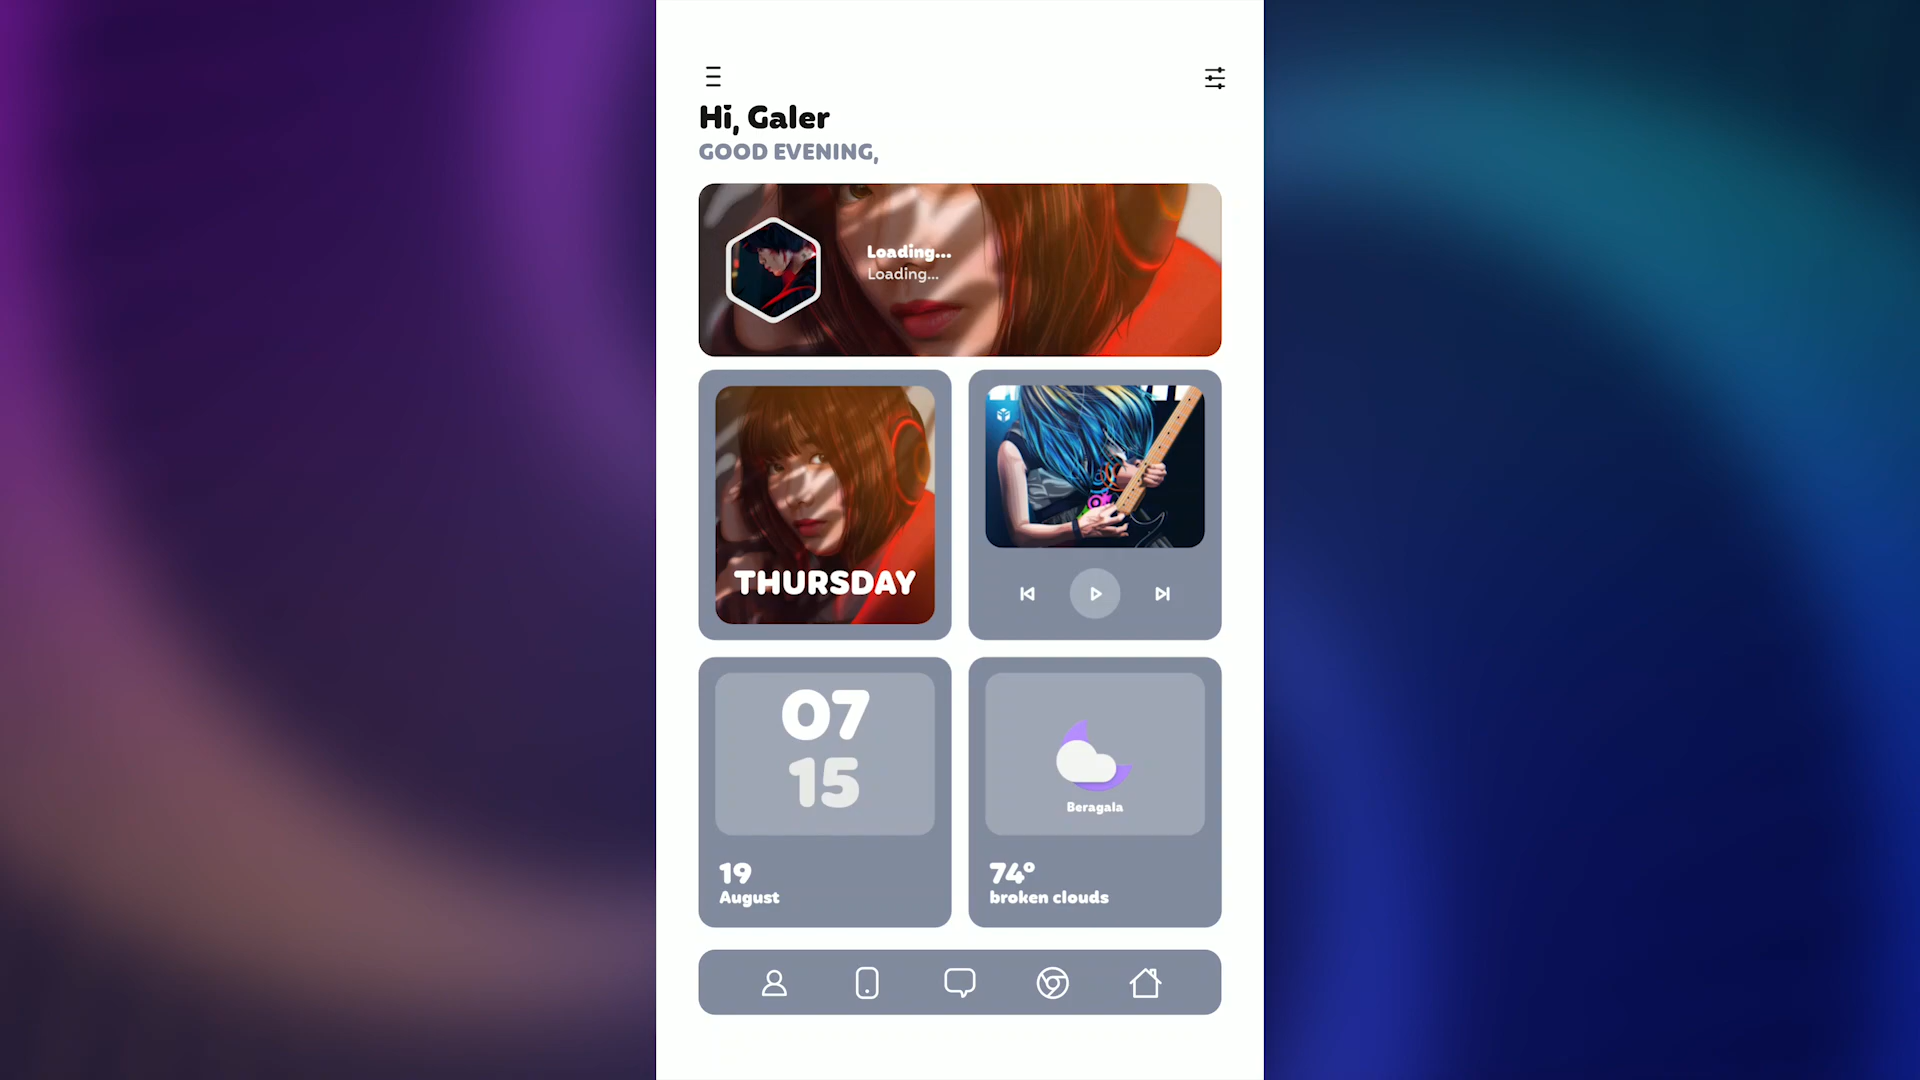 Hi, Galer
GOOD EVENING,
Loading...
Loading...
THURSDAY
07
15
19
August
Beragala
74°
broken clouds